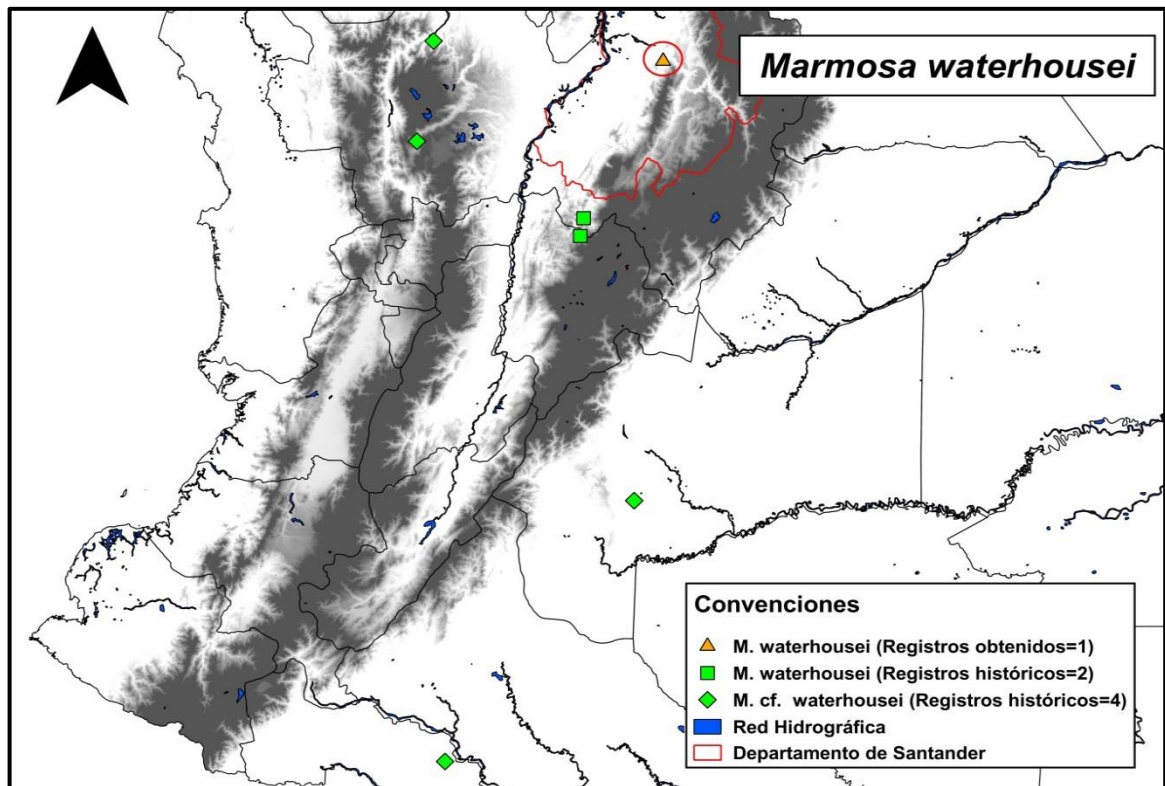 Marmosa waterhousei
Convenciones
M. waterhousei (Registros obtenidos=1)
M. waterhousei (Registros históricos=2)
M. cf. waterhousei (Registros históricos=4)
Red Hidrográfica
Departamento de Santander